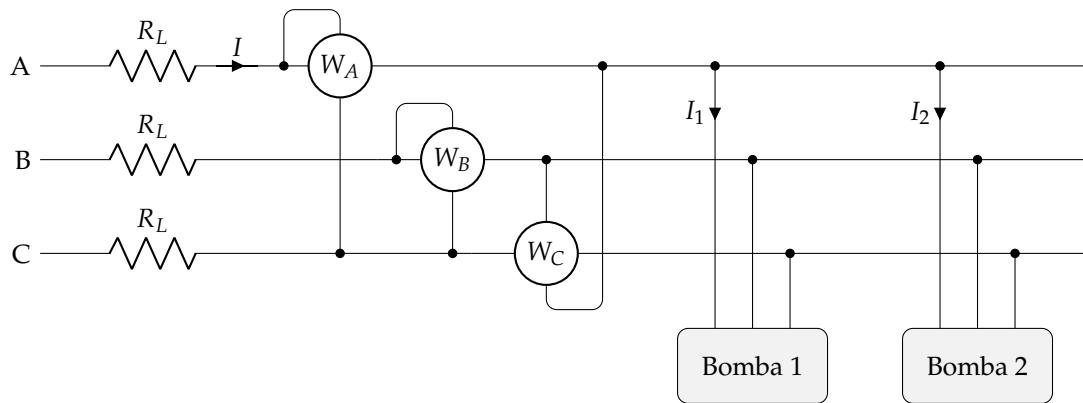 R_L
I
A
W_A
I_1
I_2
R_L
B
W_B
R_L
C
W_C
Bomba 1
Bomba 2